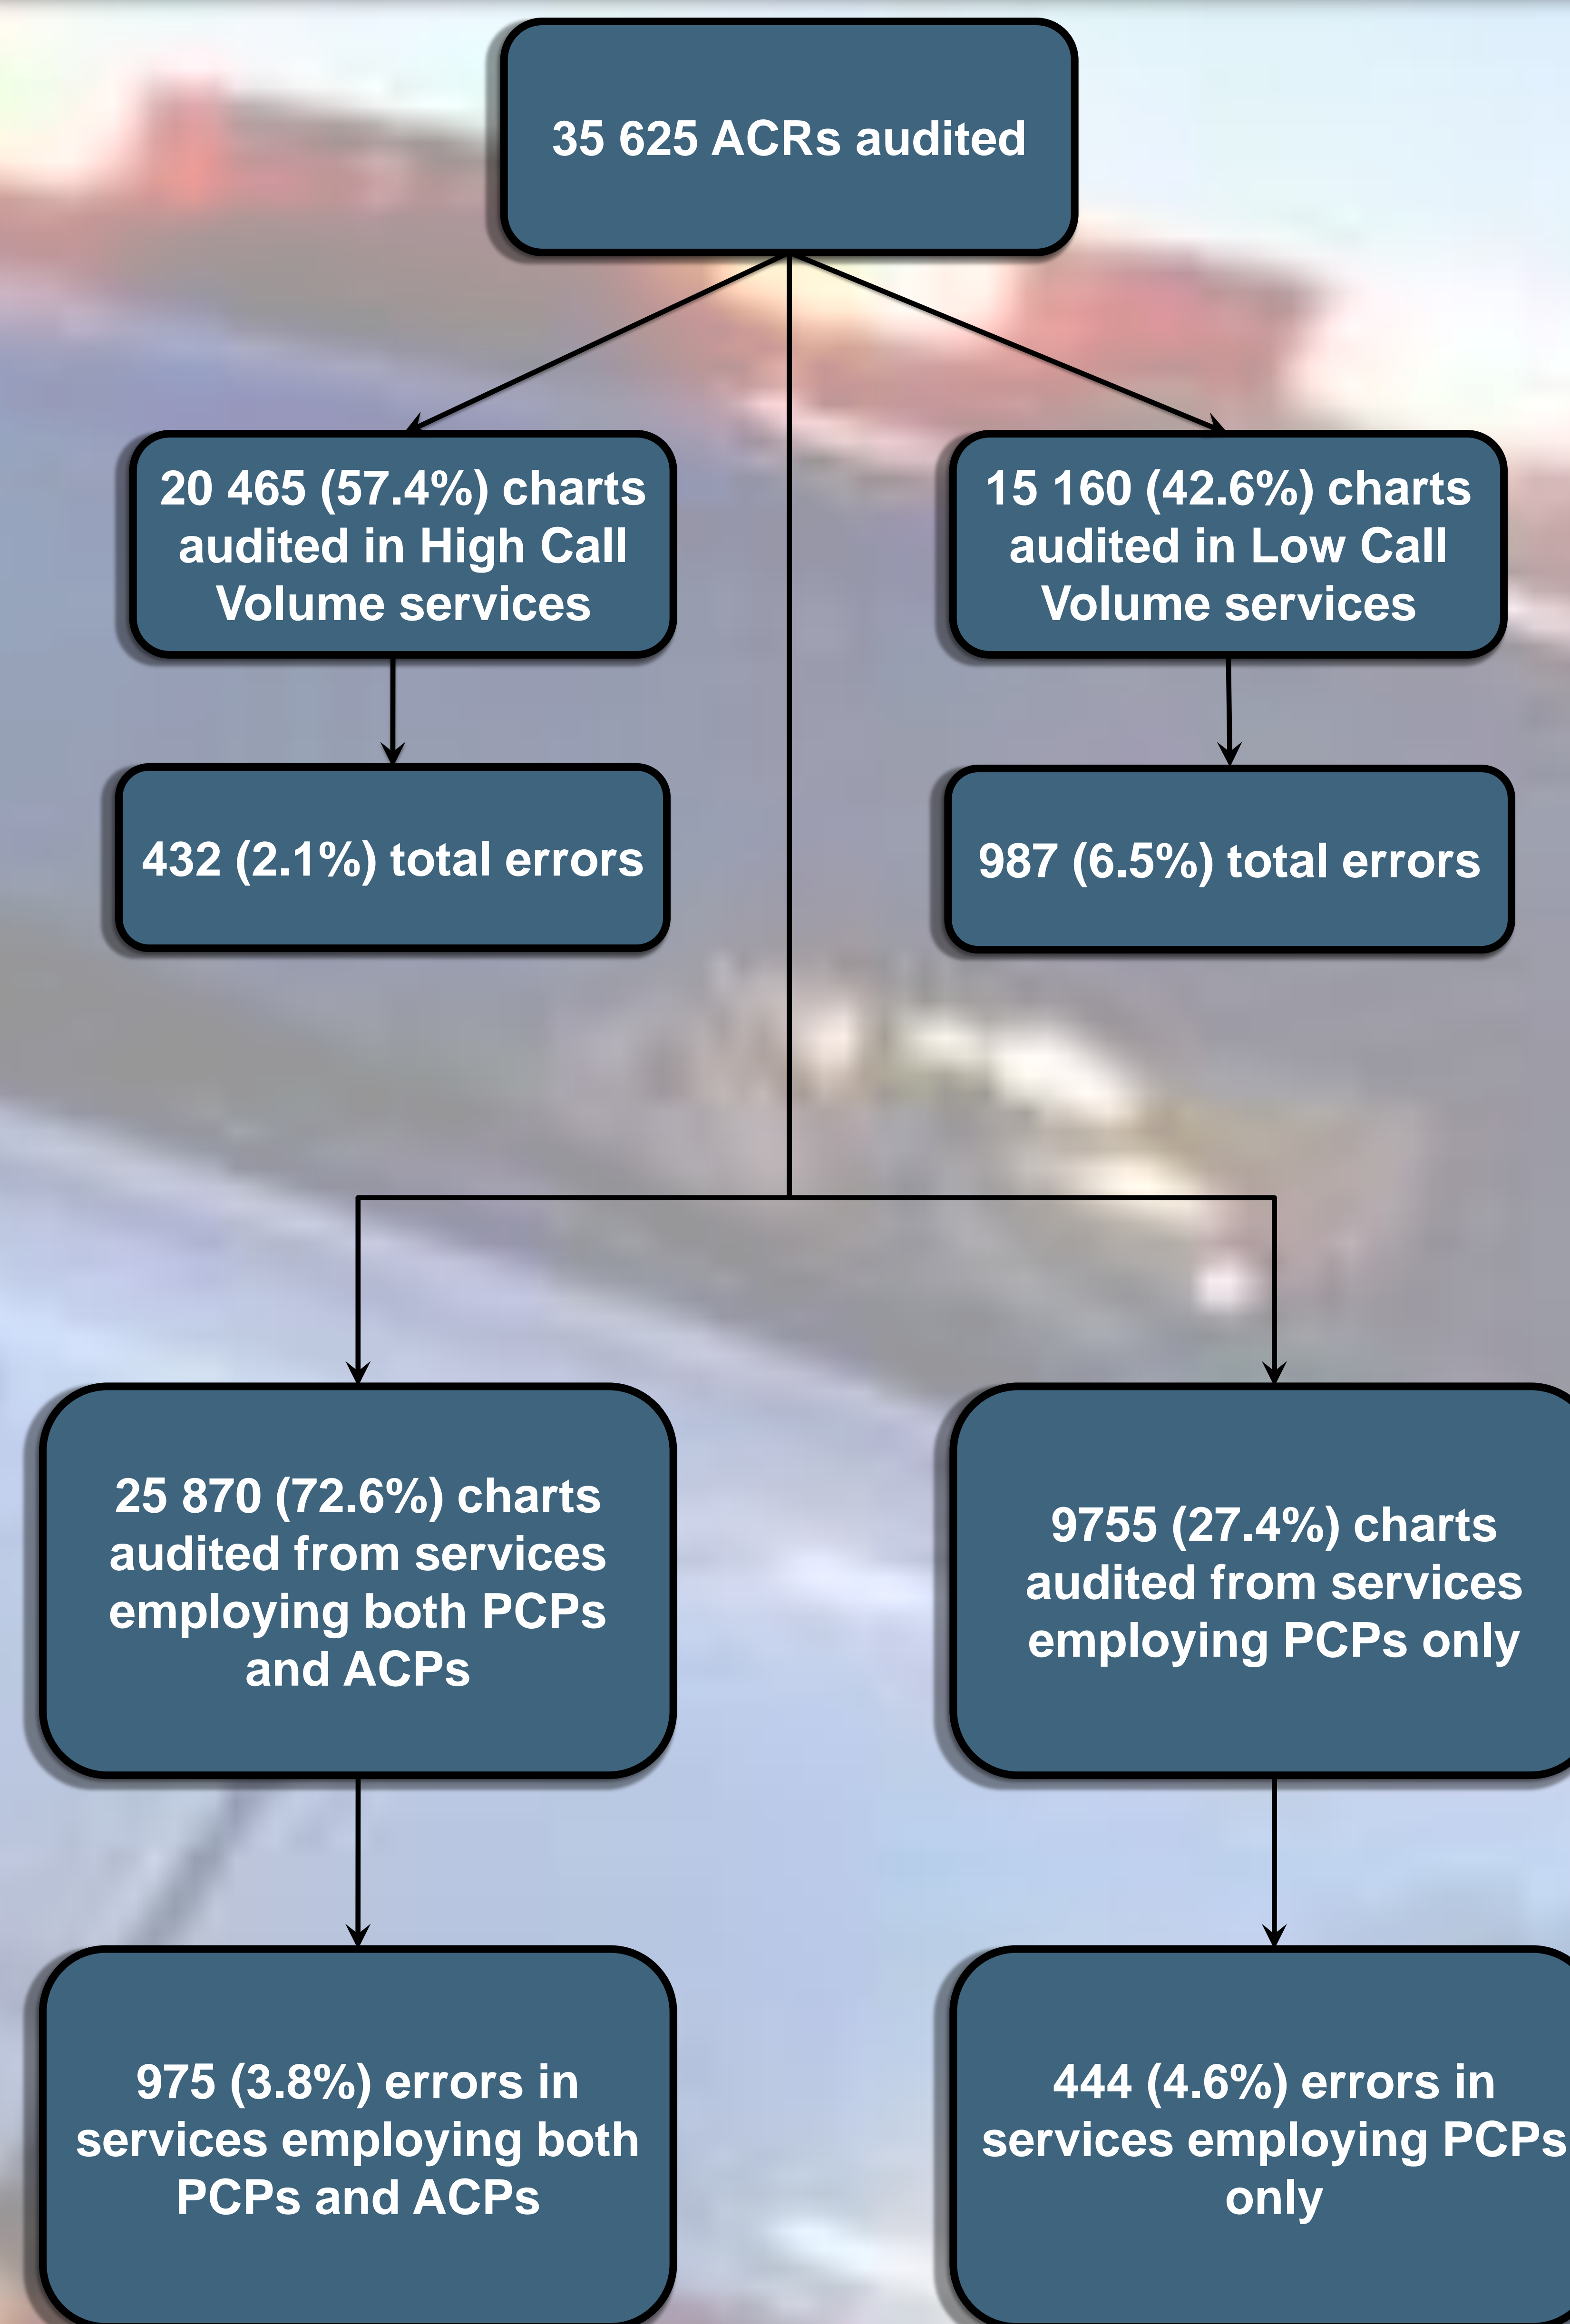 35 625 ACRs audited
20 465 (57.4%) charts
audited in High Call
Volume services
15 160 (42.6%) charts
audited in Low Call
Volume services
432 (2.1%) total errors
987 (6.5%) total errors
25 870 (72.6%) charts
audited from services
employing both PCPs
and ACPs
9755 (27.4%) charts
audited from services
employing PCPs only
975 (3.8%) errors in
services employing both
PCPs and ACPs
444 (4.6%) errors in
services employing PCPs
only